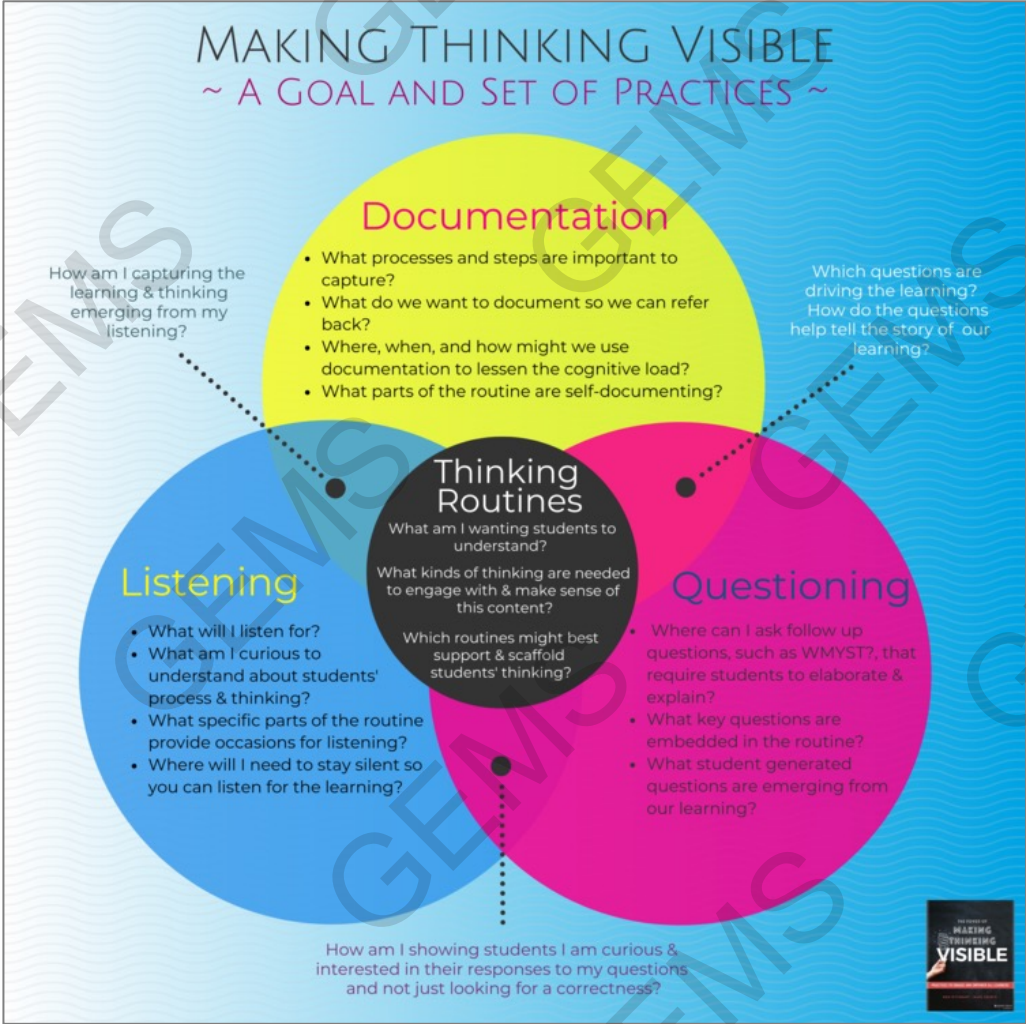 MAKING THINKING VISIBLE
~ A GOAL AND SET OF PRACTICES ~
Documentation
• What processes and steps are important to
capture?
• What do we want to document so we can refer
back?
• Where, when, and how might we use
documentation to lessen the cognitive load?
• What parts of the routine are self-documenting?
How am I capturing the
learning & thinking
emerging from my
listening?
Which questions are
driving the learning?
How do the questions
help tell the story of our
learning?
Thinking
Routines
What am I wanting students to
understand?
What kinds of thinking are needed
to engage with & make sense of
this content?
Which routines might best
support & scaffold
students' thinking?
Listening
• What will I listen for?
• What am I curious to
understand about students'
process & thinking?
• What specific parts of the routine
provide occasions for listening?
• Where will I need to stay silent so
you can listen for the learning?
Questioning
• Where can I ask follow up
questions, such as WMYST?, that
require students to elaborate &
explain?
• What key questions are
embedded in the routine?
• What student generated
questions are emerging from
our learning?
How am I showing students I am curious &
interested in their responses to my questions
and not just looking for a correctness?
THE POWER OF
MAKING
THINKING
VISIBLE
GEMS
GEMS
GEMS
GEMS
GEMS
GEMS
GEMS